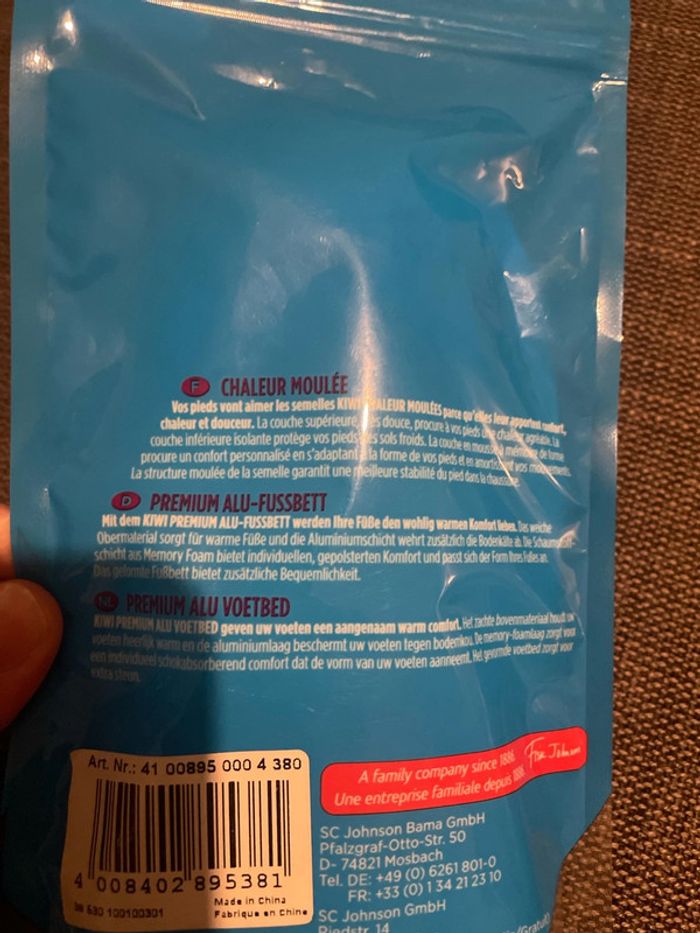 F CHALEUR MOULÉE
Vos pieds vont aimer les semelles KIWI CHALEUR MOULÉES parce qu'elles leur apportent confort,
chaleur et douceur. La couche supérieure, très douce, procure à vos pieds une chaleur agréable. La
couche inférieure isolante protège vos pieds des sols froids. La couche en mousse à mémoire de forme
procure un confort personnalisé en s'adaptant à la forme de vos pieds et en amortissant vos mouvements.
La structure moulée de la semelle garantit une meilleure stabilité du pied dans la chaussure.
D PREMIUM ALU-FUSSBETT
Mit dem KIWI PREMIUM ALU-FUSSBETT werden Ihre Füße den wohlig warmen Komfort lieben. Das weiche
Obermaterial sorgt für warme Füße und die Aluminiumschicht wehrt zusätzlich die Bodenkälte ab. Die Schaumstoff-
schicht aus Memory Foam bietet individuellen, gepolsterten Komfort und passt sich der Form Ihres Fußes an.
Das geformte Fußbett bietet zusätzliche Bequemlichkeit.
NL PREMIUM ALU VOETBED
KIWI PREMIUM ALU VOETBED geven uw voeten een aangenaam warm comfort. Het zachte bovenmateriaal houdt uw
voeten heerlijk warm en de aluminiumlaag beschermt uw voeten tegen bodemkou. De memory-foamlaag zorgt voor
een individueel schokabsorberend comfort dat de vorm van uw voeten aanneemt. Het gevormde voetbed zorgt voor
extra steun.
Art. Nr.: 41 00895 000 4 380
4 008402 895381
530 100100301
Made in China
Fabrique en Chine
A family company since 1886
Une entreprise familiale depuis 1886
SC Johnson Bama GmbH
Pfalzgraf-Otto-Str. 50
D- 74821 Mosbach
Tel. DE: +49 (0) 6261 801-0
FR: +33 (0) 1 34 21 23 10
SC Johnson GmbH
Riedstr. 14
(Gratuit)